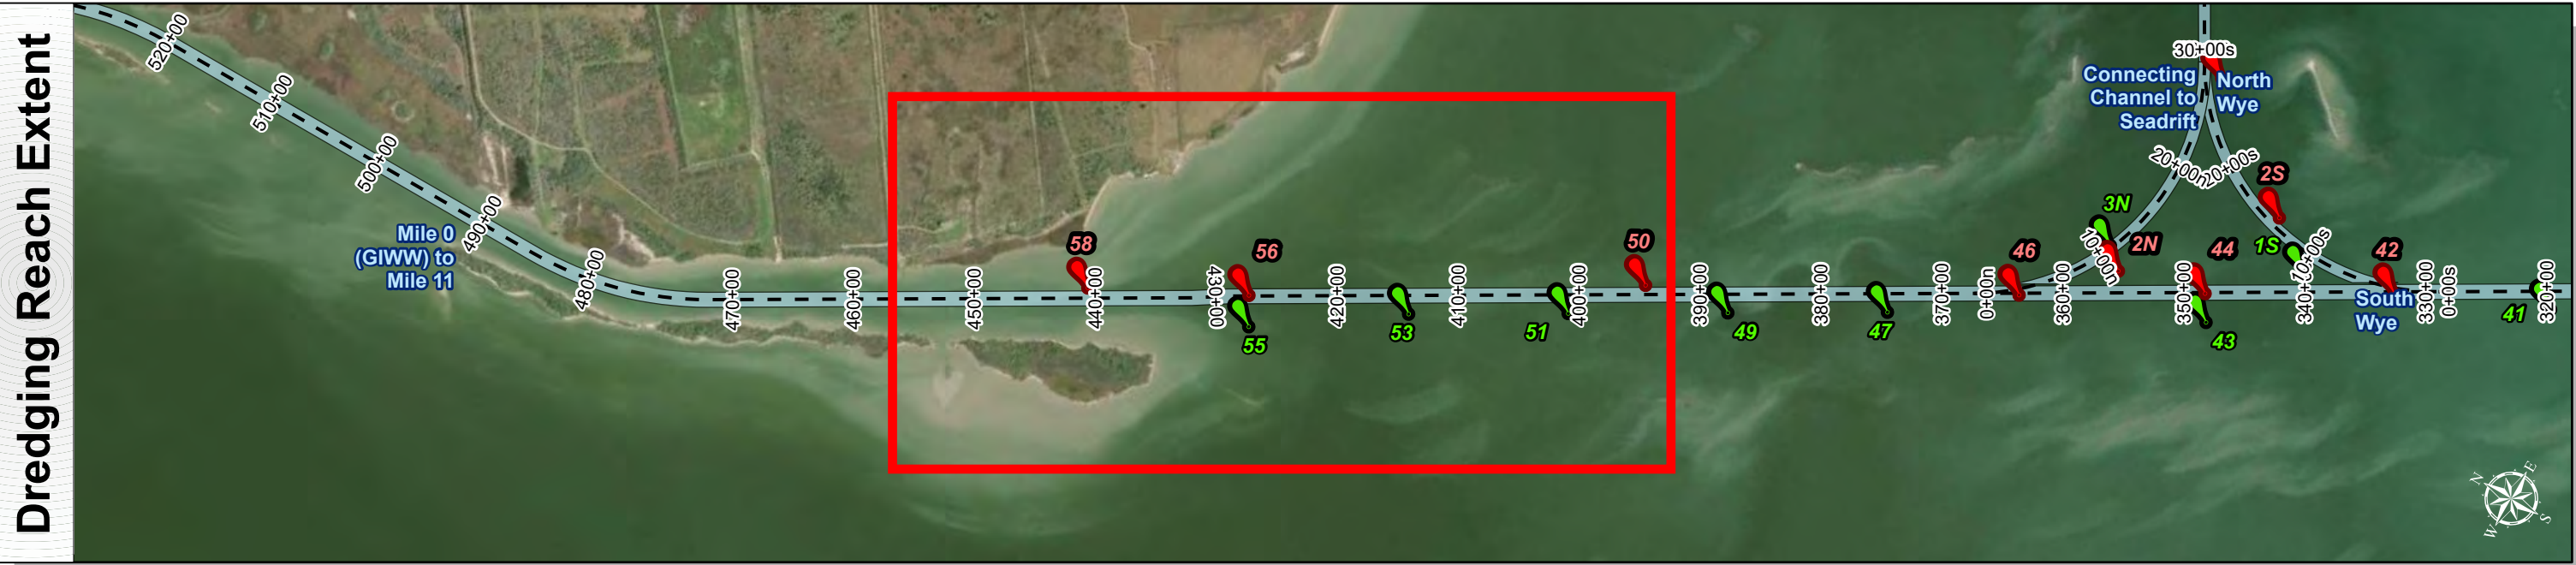 Dredging Reach Extent
520+00
510+00
500+00
490+00
Mile 0
(GIWW) to
Mile 11
480+00
470+00
460+00
450+00
58
440+00
56
430+00
55
420+00
53
410+00
51
400+00
50
390+00
49
380+00
47
370+00
46
0+00n
360+00
3N
2N
10+00n
20+00n
30+00s
Connecting
Channel to
Seadrift
North
Wye
20+00s
2S
1S
10+00s
44
350+00
43
340+00
42
South
Wye
330+00
0+00s
41
320+00
N
E
S
W